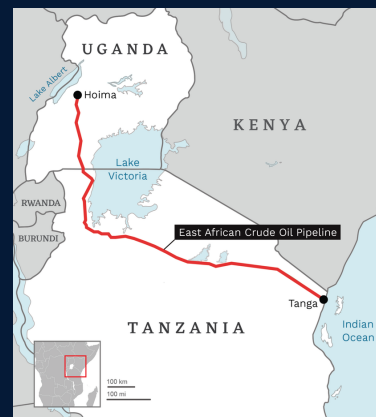 UGANDA
Lake Albert
Hoima
KENYA
Lake
Victoria
RWANDA
BURUNDI
East African Crude Oil Pipeline
Tanga
TANZANIA
Indian
Ocean
100 km
100 mi